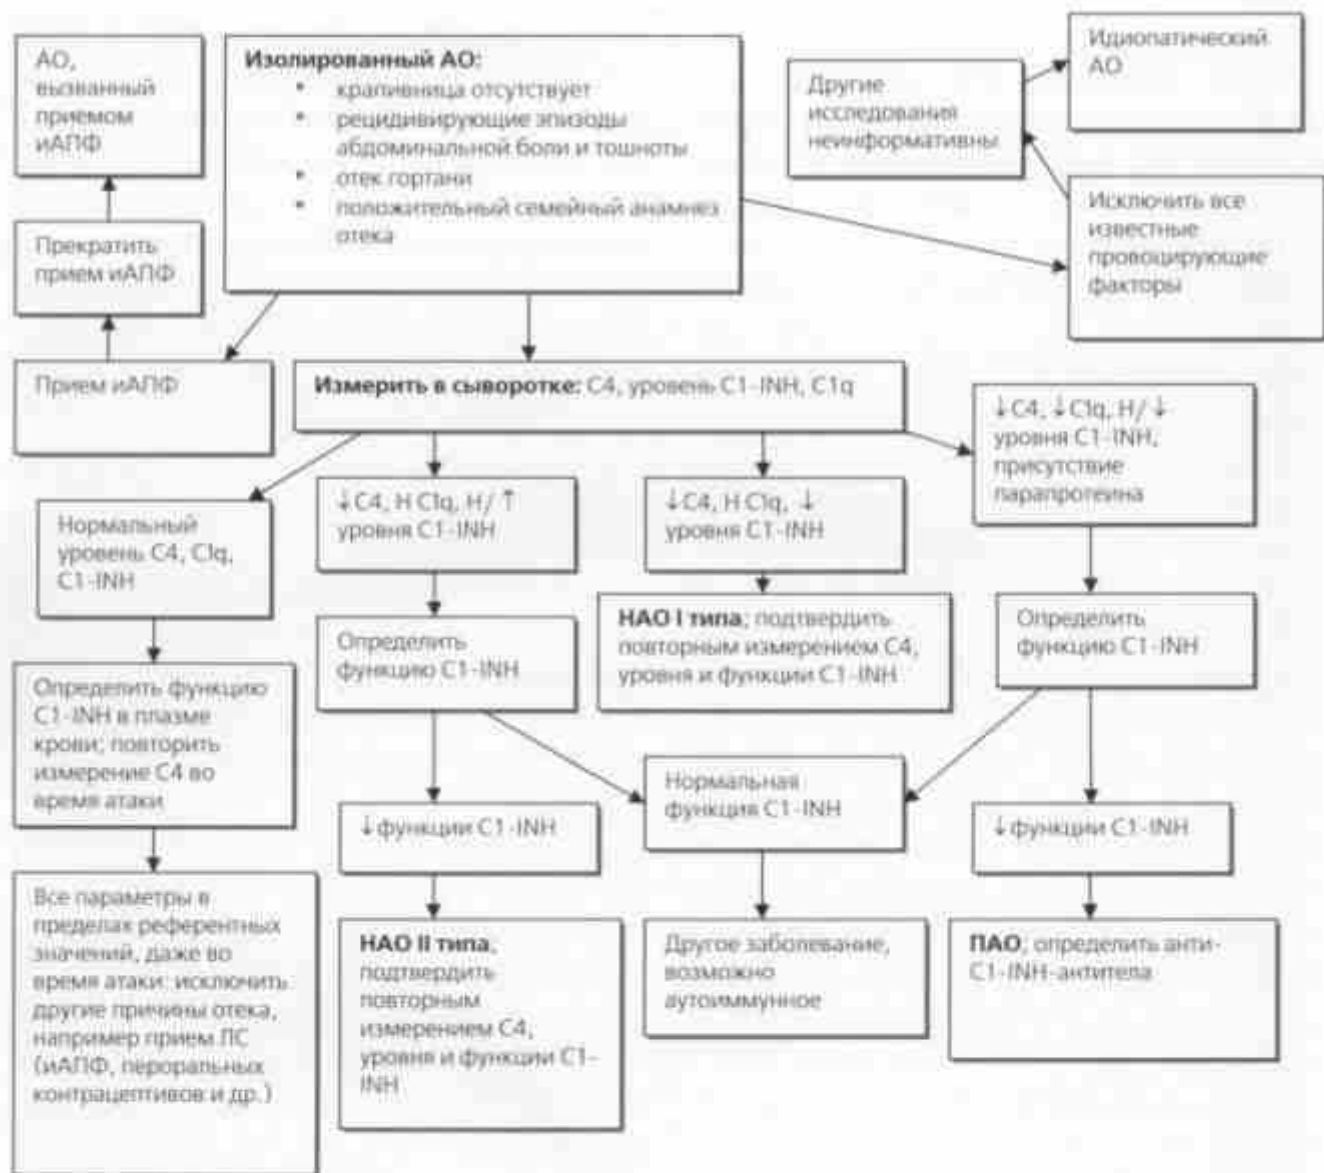 АО,
вызванный
приемом
иАПФ
Изолированный АО:
• крапивница отсутствует
• рецидивирующие эпизоды
абдоминальной боли и тошноты
• отек гортани
• положительный семейный анамнез
отека
Другие
исследования
неинформативны
Идиопатический
АО
Прекратить
прием иАПФ
Исключить все
известные
провоцирующие
факторы
Прием иАПФ
Измерить в сыворотке: С4, уровень С1-INH, С1q
↓С4, ↓С1q, Н/↓
уровня С1-INH,
присутствие
парапротеина
Нормальный
уровень С4, С1q,
С1-INH
↓С4, Н С1q, Н/ ↑
уровня С1-INH
↓С4, Н С1q, ↓
уровня С1-INH
Определить
функцию С1-INH
НАО I типа; подтвердить
повторным измерением С4,
уровня и функции С1-INH
Определить
функцию С1-INH
Определить функцию
С1-INH в плазме
крови; повторить
измерение С4 во
время атаки
Нормальная
функция С1-INH
↓функции С1-INH
↓функции С1-INH
Все параметры в
пределах референтных
значений, даже во
время атаки: исключить
другие причины отека,
например прием ЛС
(иАПФ, пероральных
контрацептивов и др.)
НАО II типа,
подтвердить
повторным
измерением С4,
уровня и функции С1-
INH
Другое заболевание,
возможно
аутоиммунное
ПАО; определить анти-
С1-INH-антитела